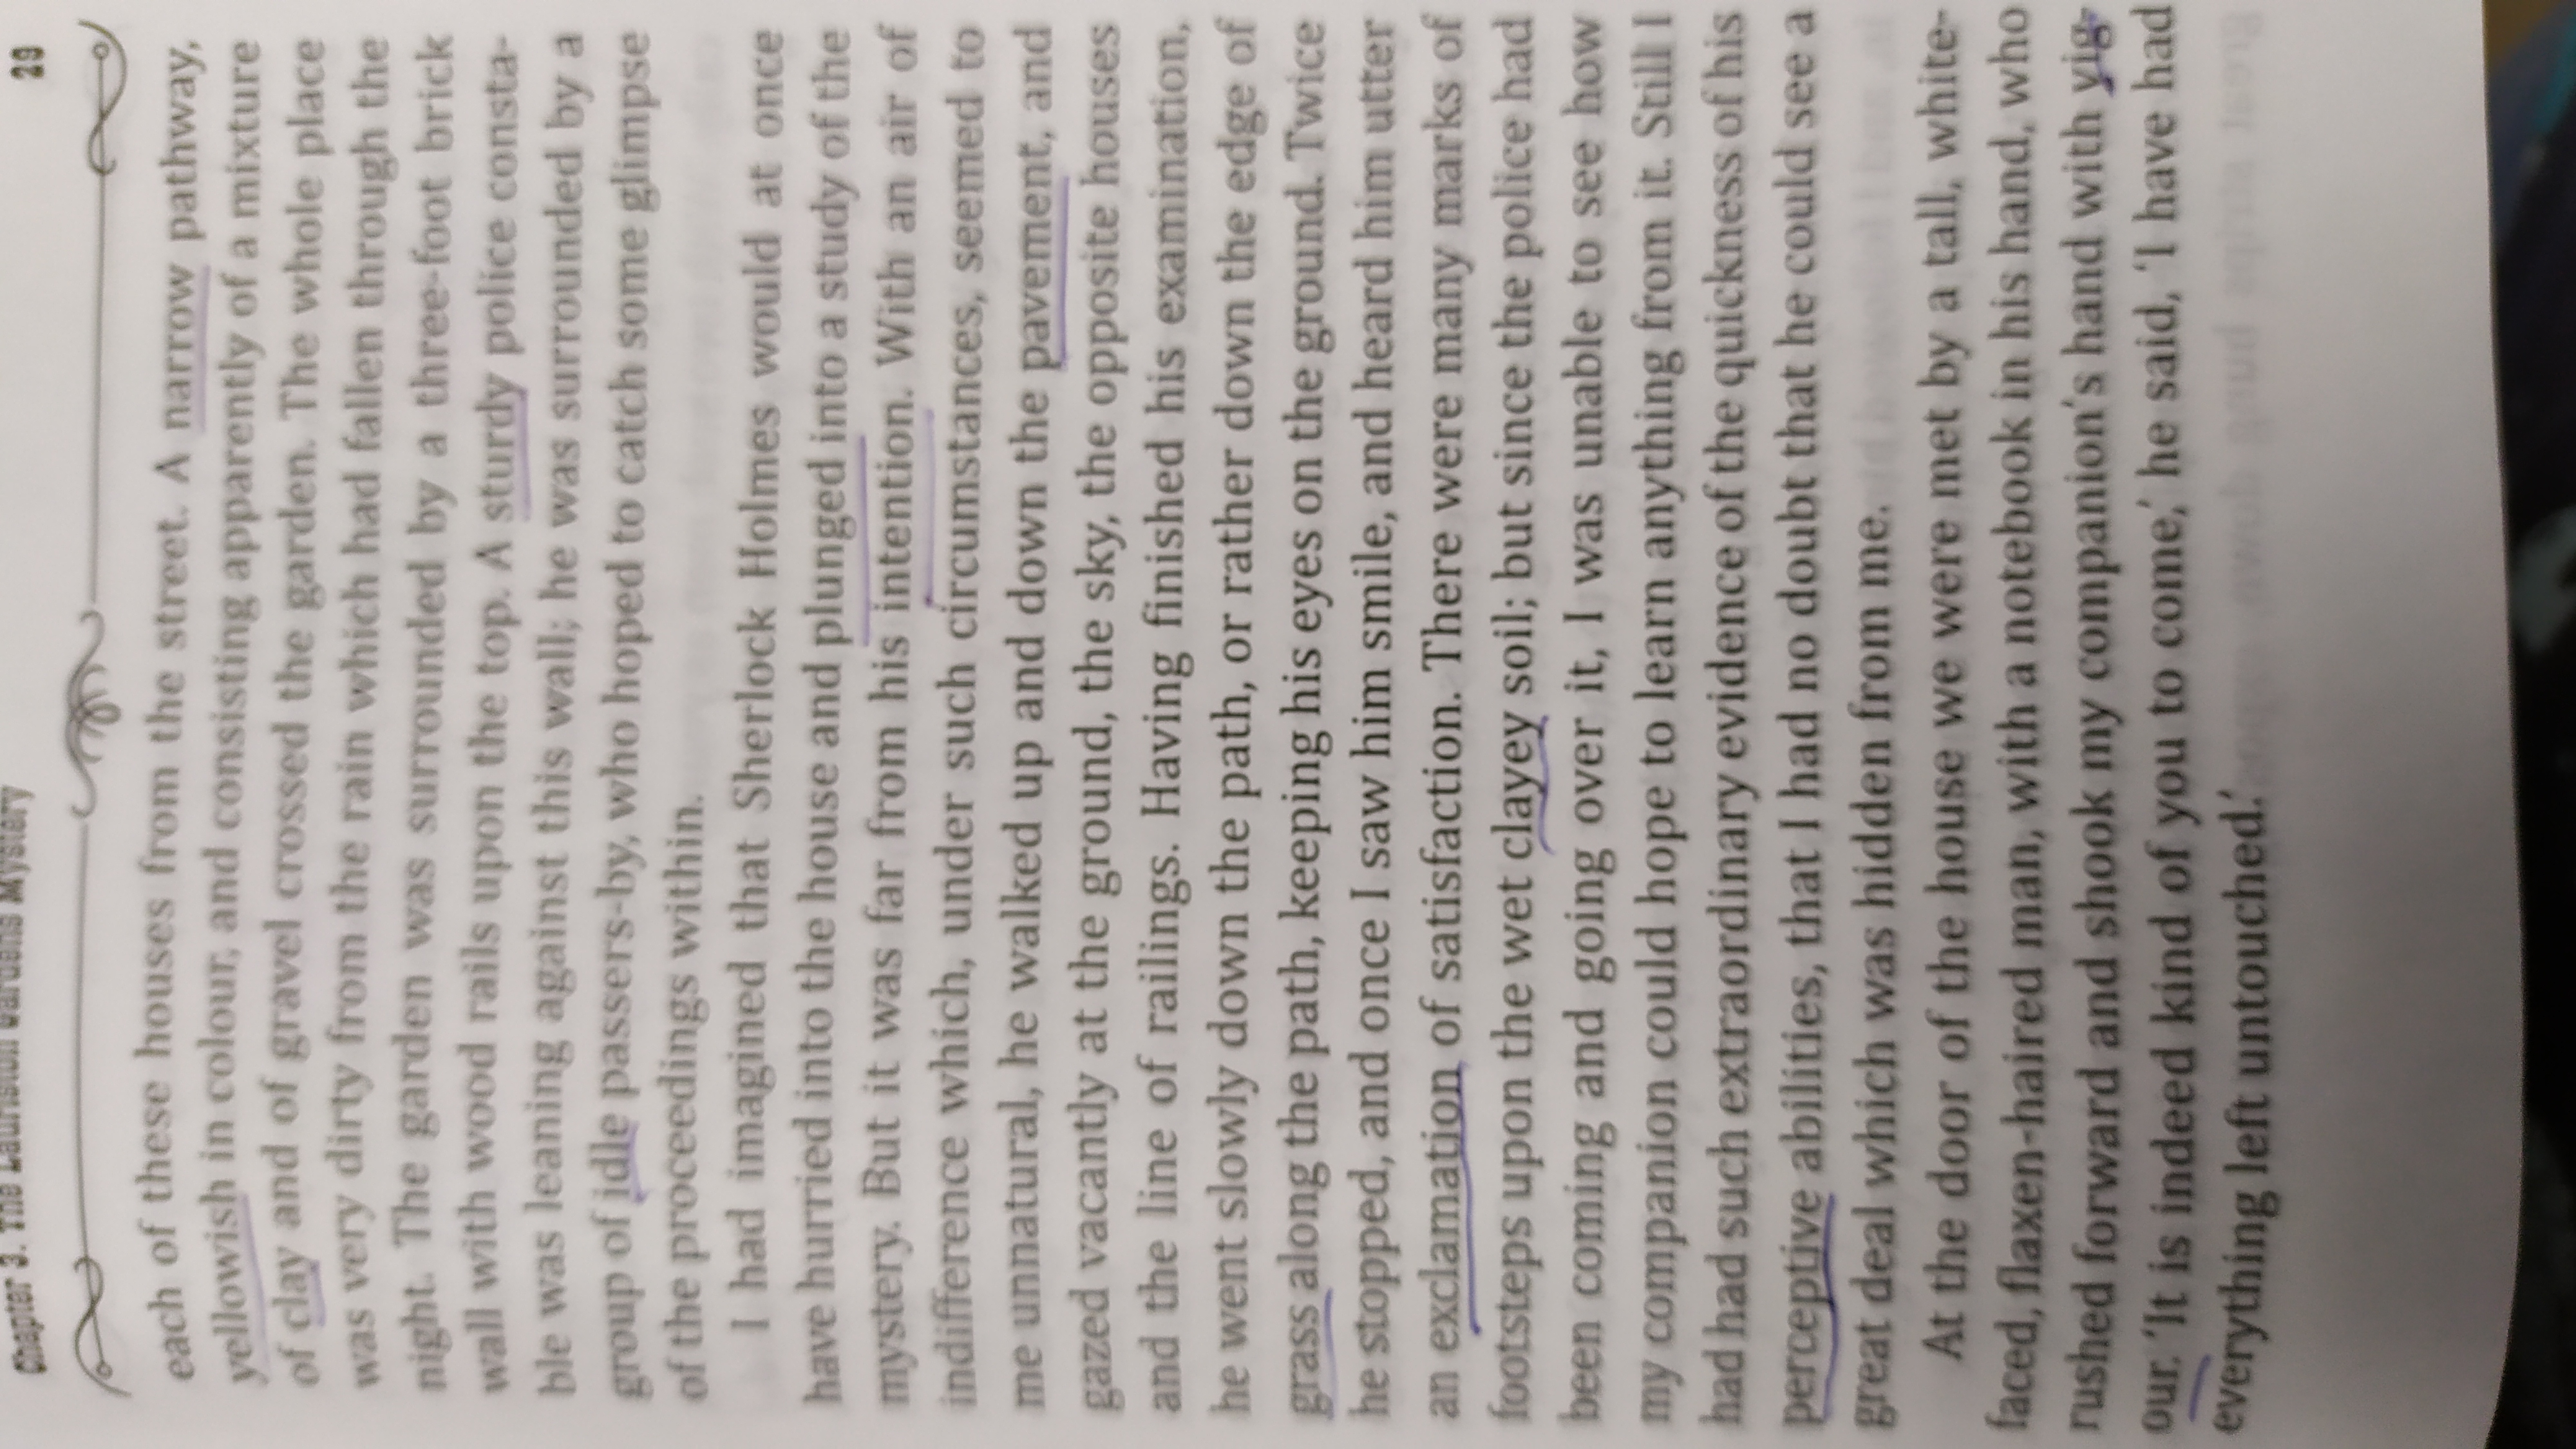 Chapter 3. The Lauriston Gardens Mystery 29
each of these houses from the street. A narrow pathway,
yellowish in colour, and consisting apparently of a mixture
of clay and of gravel crossed the garden. The whole place
was very dirty from the rain which had fallen through the
night. The garden was surrounded by a three-foot brick
wall with wood rails upon the top. A sturdy police consta-
ble was leaning against this wall; he was surrounded by a
group of idle passers-by, who hoped to catch some glimpse
of the proceedings within.
I had imagined that Sherlock Holmes would at once
have hurried into the house and plunged into a study of the
mystery. But it was far from his intention. With an air of
indifference which, under such circumstances, seemed to
me unnatural, he walked up and down the pavement, and
gazed vacantly at the ground, the sky, the opposite houses
and the line of railings. Having finished his examination,
he went slowly down the path, or rather down the edge of
grass along the path, keeping his eyes on the ground. Twice
he stopped, and once I saw him smile, and heard him utter
an exclamation of satisfaction. There were many marks of
footsteps upon the wet clayey soil; but since the police had
been coming and going over it, I was unable to see how
my companion could hope to learn anything from it. Still I
had had such extraordinary evidence of the quickness of his
perceptive abilities, that I had no doubt that he could see a
great deal which was hidden from me.
At the door of the house we were met by a tall, white-
faced, flaxen-haired man, with a notebook in his hand, who
rushed forward and shook my companion's hand with vig-
our. 'It is indeed kind of you to come,' he said, 'I have had
everything left untouched.'